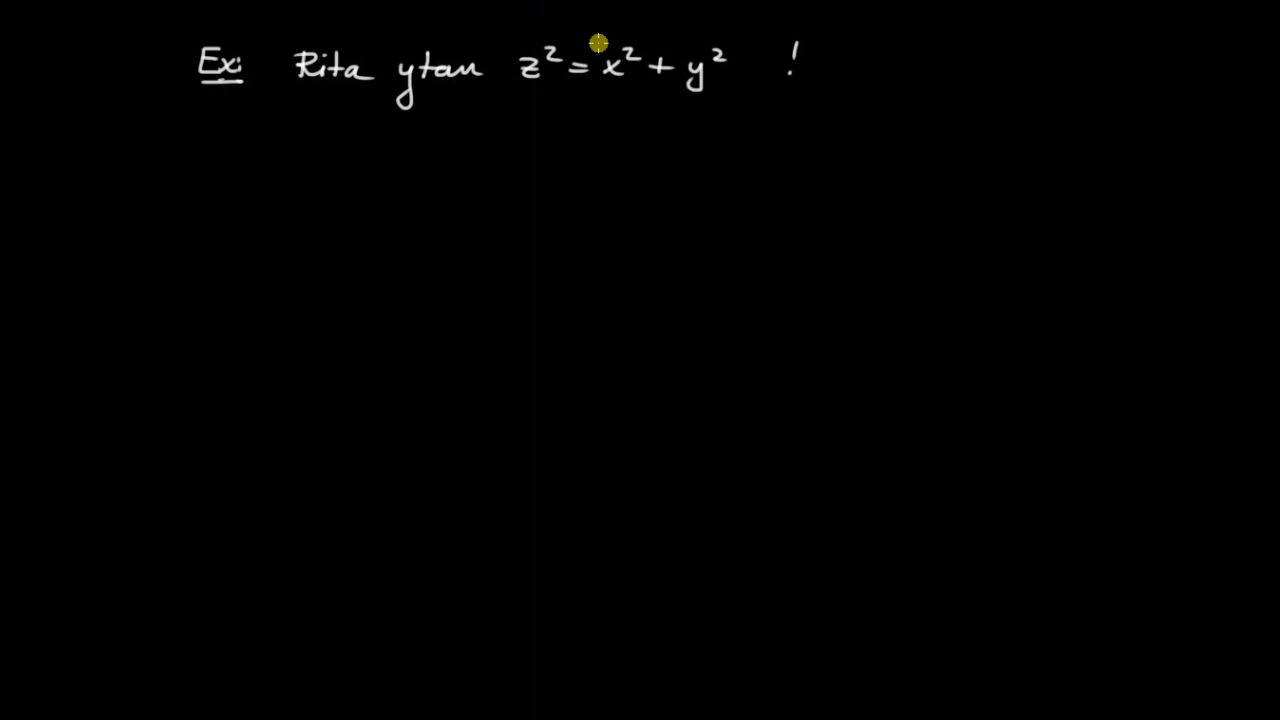 Ex: Rita ytan z² = x² + y² !